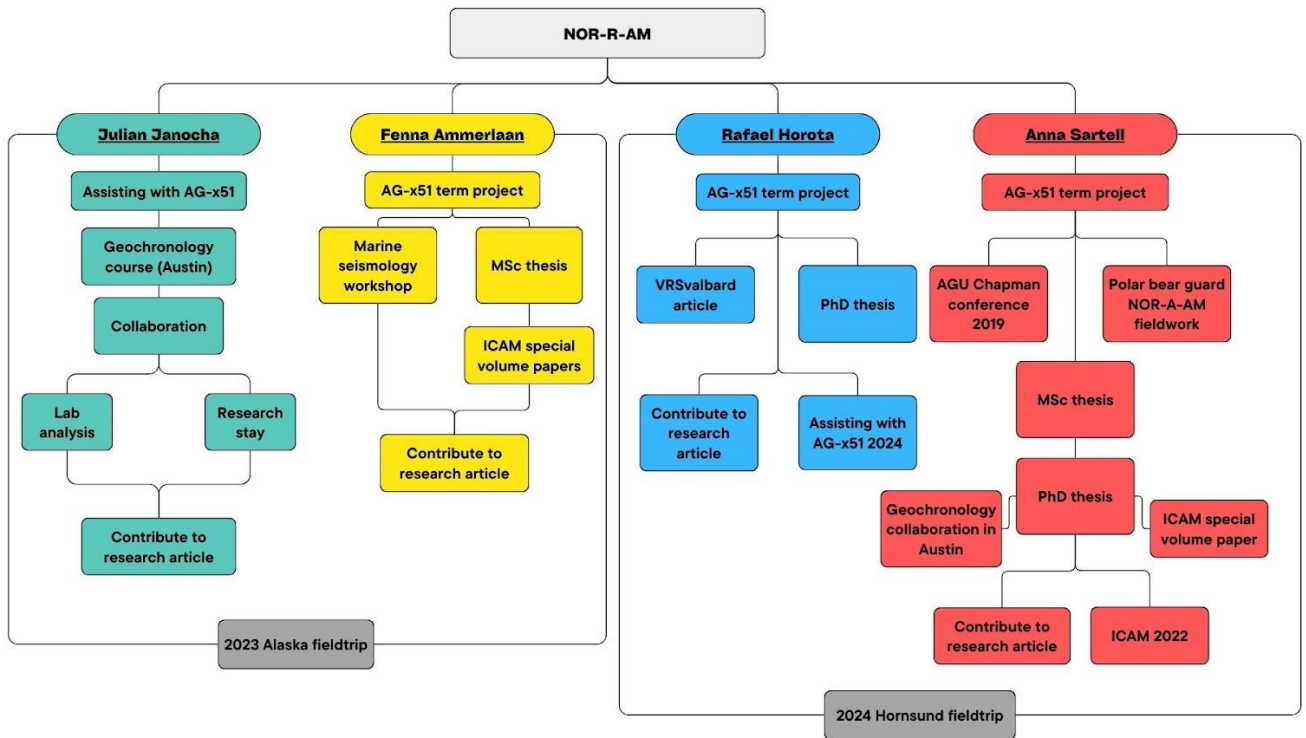 NOR-R-AM
Julian Janocha
Assisting with AG-x51
Geochronology
course (Austin)
Collaboration
Lab
analysis
Research
stay
Contribute to
research article
Fenna Ammerlaan
AG-x51 term project
Marine
seismology
workshop
MSc thesis
ICAM special
volume papers
Contribute to
research article
2023 Alaska fieldtrip
Rafael Horota
AG-x51 term project
VRSvalbard
article
PhD thesis
Contribute to
research
article
Assisting with
AG-x51 2024
Anna Sartell
AG-x51 term project
AGU Chapman
conference
2019
Polar bear guard
NOR-A-AM
fieldwork
MSc thesis
PhD thesis
Geochronology
collaboration in
Austin
ICAM special
volume paper
Contribute to
research article
ICAM 2022
2024 Hornsund fieldtrip